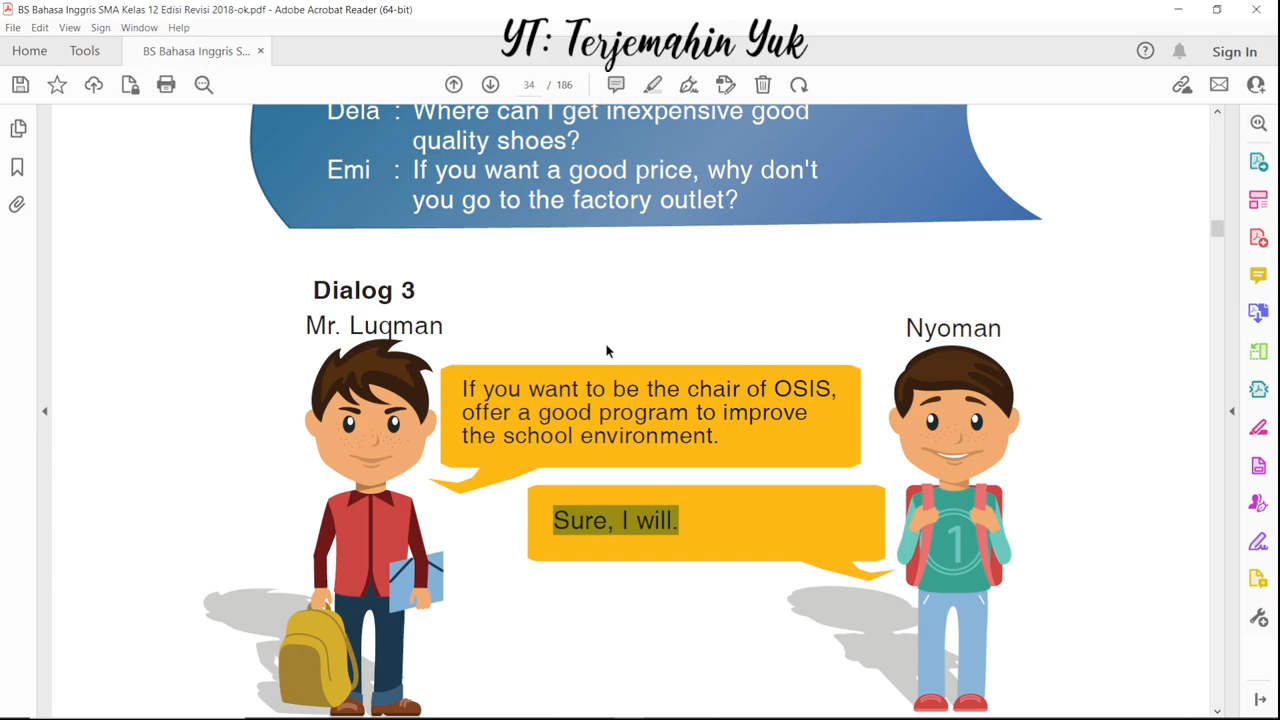 BS Bahasa Inggris SMA Kelas 12 Edisi Revisi 2018-ok.pdf - Adobe Acrobat Reader (64-bit)
File Edit View Sign Window Help
YT: Terjemahin Yuk
Home Tools BS Bahasa Inggris S... × Sign In
34 / 186
Dela : Where can I get inexpensive good
quality shoes?
Emi : If you want a good price, why don't
you go to the factory outlet?
Dialog 3
Mr. Luqman
Nyoman
If you want to be the chair of OSIS,
offer a good program to improve
the school environment.
Sure, I will.
1